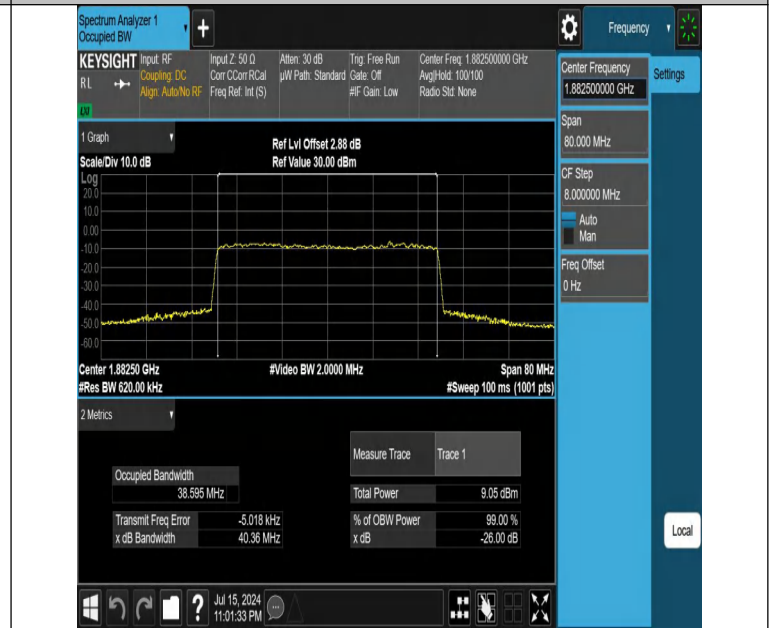 Spectrum Analyzer 1
Occupied BW
+
Frequency
KEYSIGHT
RL
LXI
Input: RF
Coupling: DC
Align: Auto/No RF
Input Z: 50 Ω
Corr CCorr RCal
Freq Ref: Int (S)
Atten: 30 dB
µW Path: Standard
Trig: Free Run
Gate: Off
#IF Gain: Low
Center Freq: 1.882500000 GHz
Avg|Hold: 100/100
Radio Std: None
Center Frequency
1.882500000 GHz
Settings
Span
80.000 MHz
CF Step
8.000000 MHz
Auto
Man
Freq Offset
0 Hz
Local
1 Graph
Scale/Div 10.0 dB
Ref Lvl Offset 2.88 dB
Ref Value 30.00 dBm
Log
20.0
10.0
0.00
-10.0
-20.0
-30.0
-40.0
-50.0
-60.0
Center 1.88250 GHz
#Video BW 2.0000 MHz
Span 80 MHz
#Res BW 620.00 kHz
#Sweep 100 ms (1001 pts)
2 Metrics
Measure Trace Trace 1
Occupied Bandwidth
38.595 MHz
Total Power 9.05 dBm
Transmit Freq Error -5.018 kHz
% of OBW Power 99.00 %
x dB Bandwidth 40.36 MHz
x dB -26.00 dB
?
Jul 15, 2024
11:01:33 PM